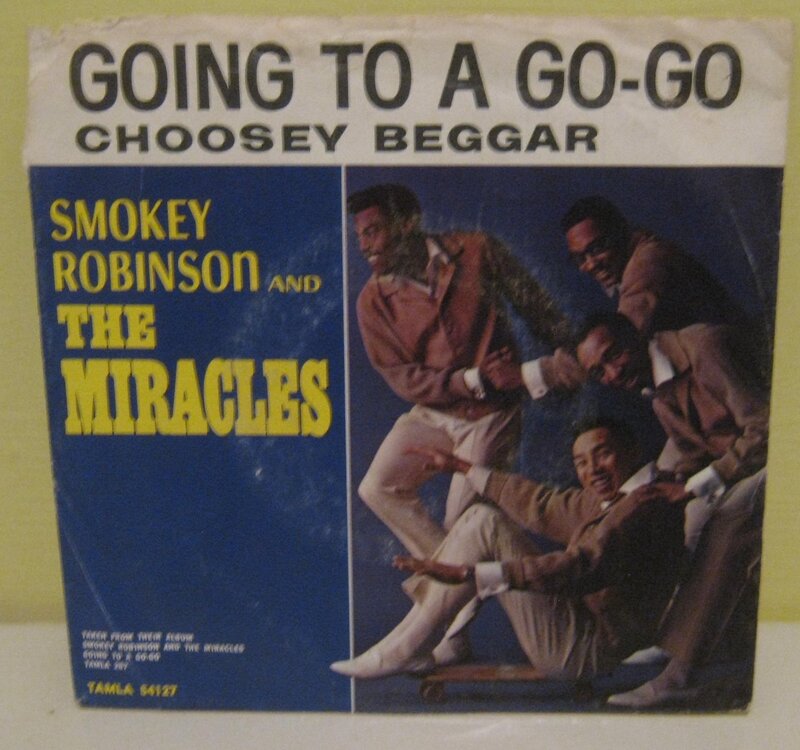 GOING TO A GO-GO
CHOOSEY BEGGAR
SMOKEY
ROBINSON AND
THE
MIRACLES
TAKEN FROM THEIR ALBUM
SMOKEY ROBINSON AND THE MIRACLES
GOING TO A GO-GO
TAMLA 267
TAMLA 54127